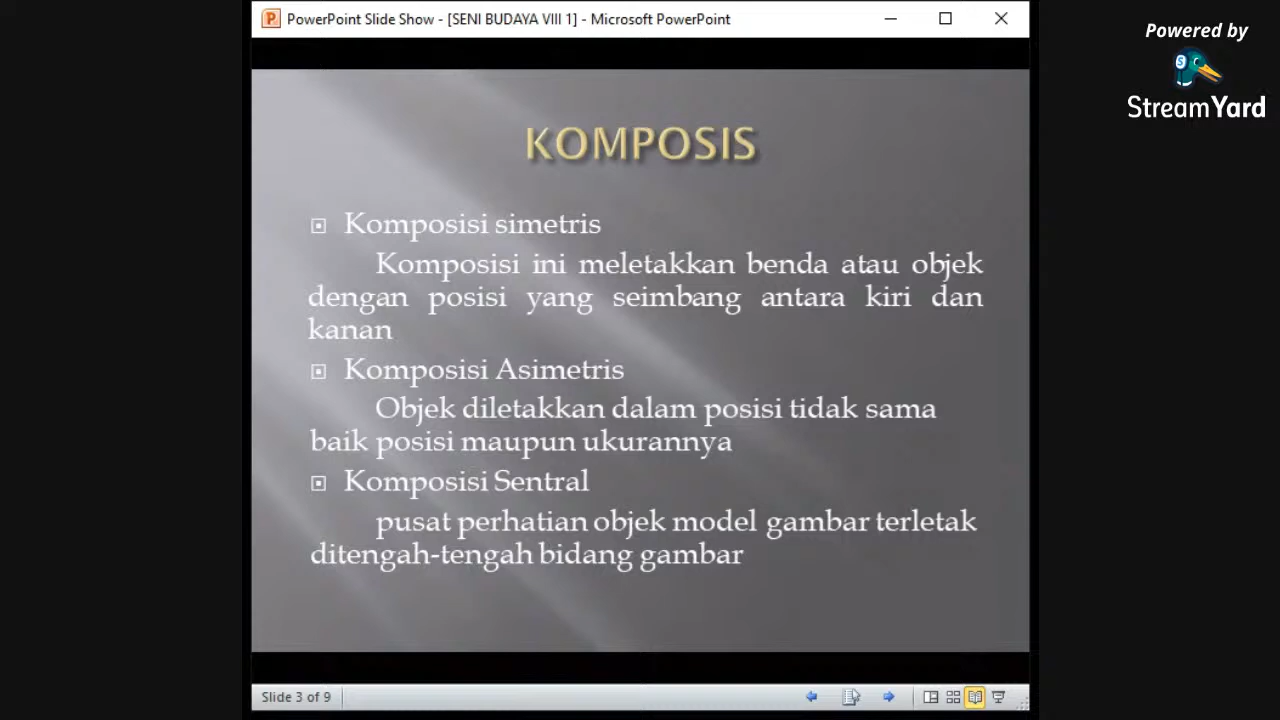 PowerPoint Slide Show - [SENI BUDAYA VIII 1] - Microsoft PowerPoint
Powered by
StreamYard
KOMPOSIS
Komposisi simetris
Komposisi ini meletakkan benda atau objek
dengan posisi yang seimbang antara kiri dan
kanan
Komposisi Asimetris
Objek diletakkan dalam posisi tidak sama
baik posisi maupun ukurannya
Komposisi Sentral
pusat perhatian objek model gambar terletak
ditengah-tengah bidang gambar
Slide 3 of 9